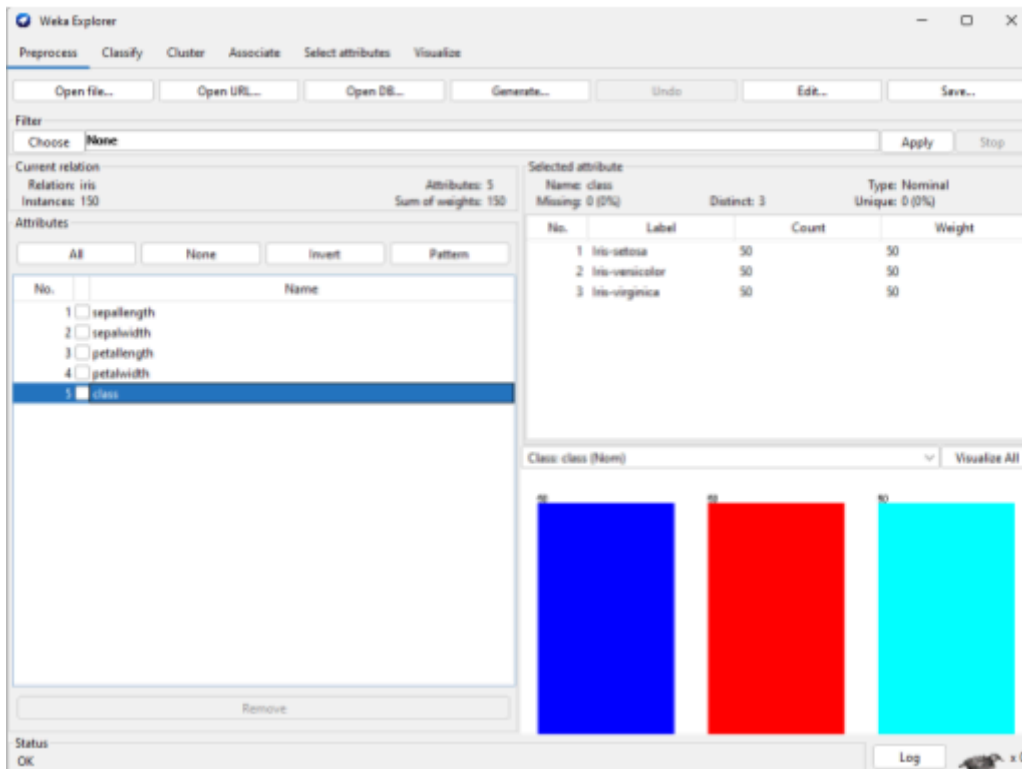 Weka Explorer
Preprocess Classify Cluster Associate Select attributes Visualize
Open file... Open URL... Open DB... Generate... Undo Edit... Save...
Filter
Choose None Apply Stop
Current relation
Relation: iris Attributes: 5
Instances: 150 Sum of weights: 150
Attributes
All None Invert Pattern
No. Name
1 sepallength
2 sepalwidth
3 petallength
4 petalwidth
5 class
Remove
Selected attribute
Name: class Type: Nominal
Missing: 0 (0%) Distinct: 3 Unique: 0 (0%)
No. Label Count Weight
1 Iris-setosa 50 50
2 Iris-versicolor 50 50
3 Iris-virginica 50 50
Class: class (Nom) Visualize All
50 50 50
Status
OK
Log x 0